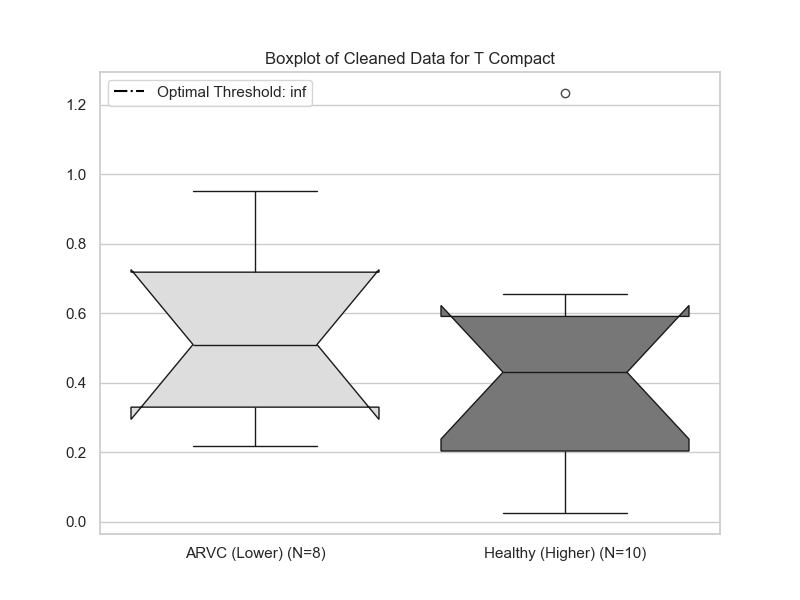 Boxplot of Cleaned Data for T Compact
Optimal Threshold: inf
1.2
1.0
0.8
0.6
0.4
0.2
0.0
ARVC (Lower) (N=8)
Healthy (Higher) (N=10)